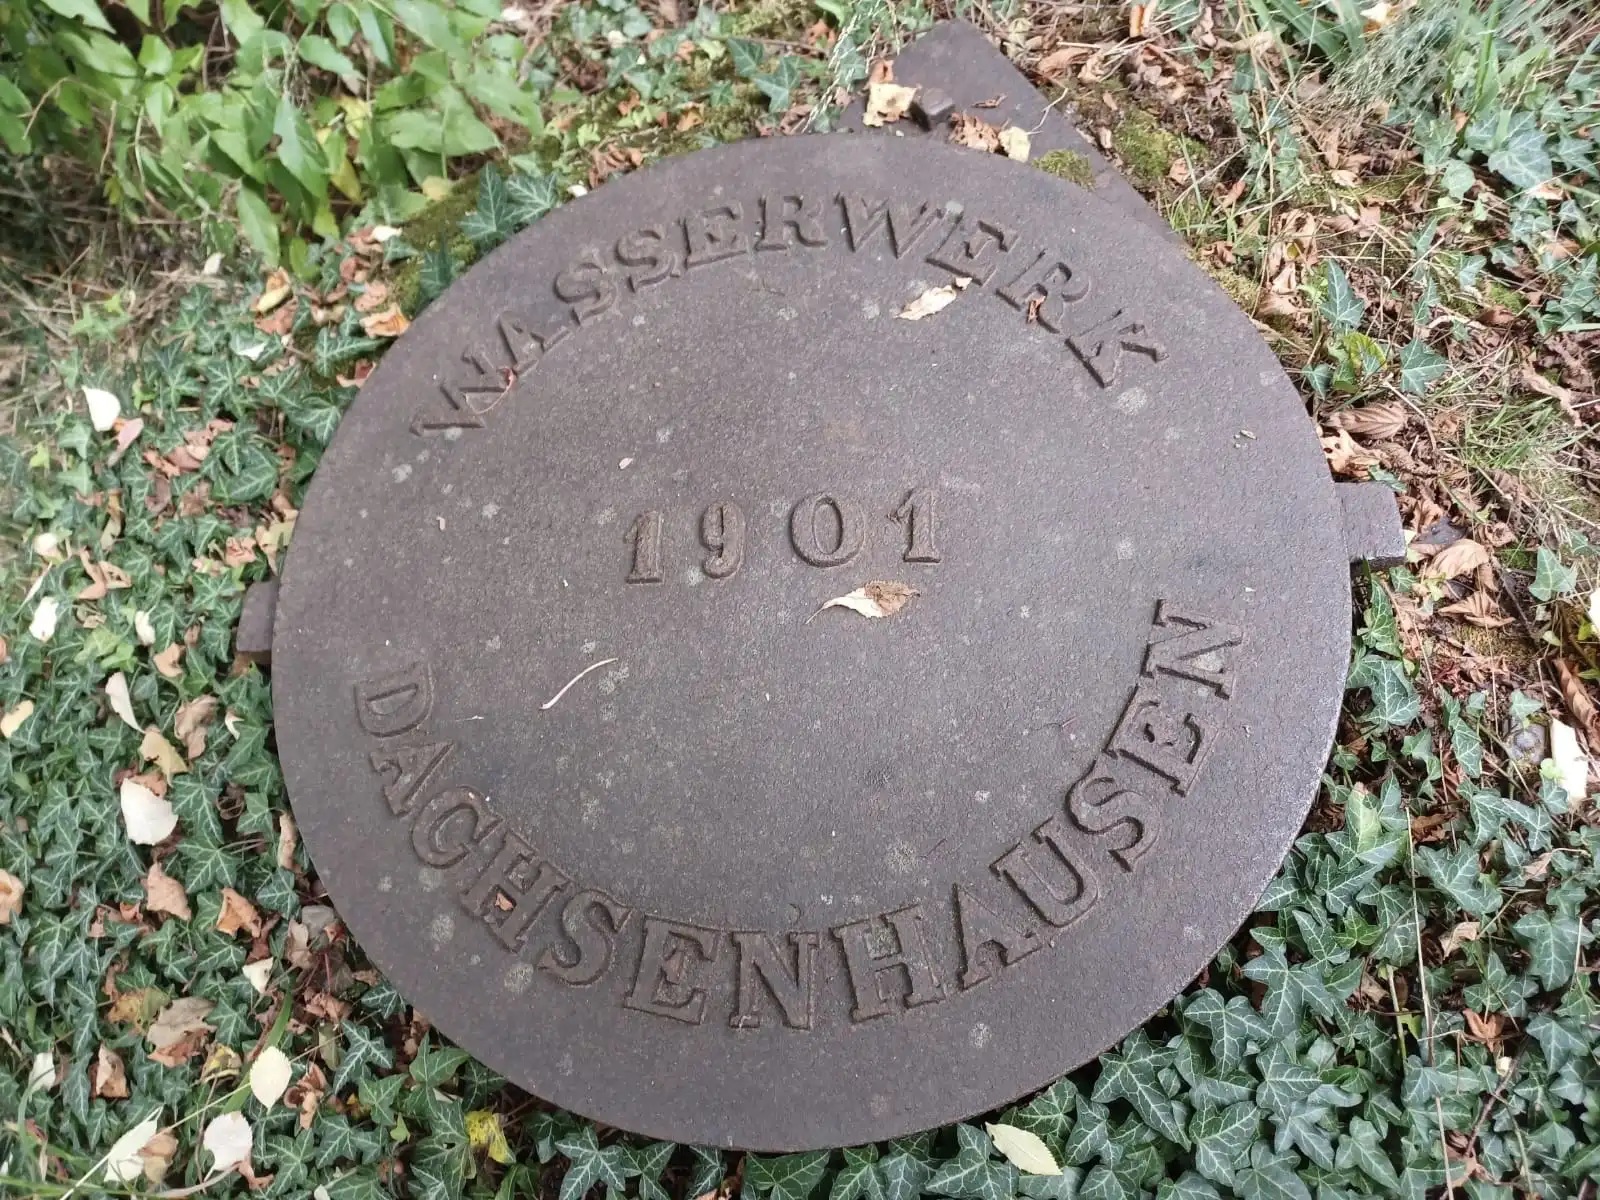 WASSERWERK
1901
DACHSENHAUSEN